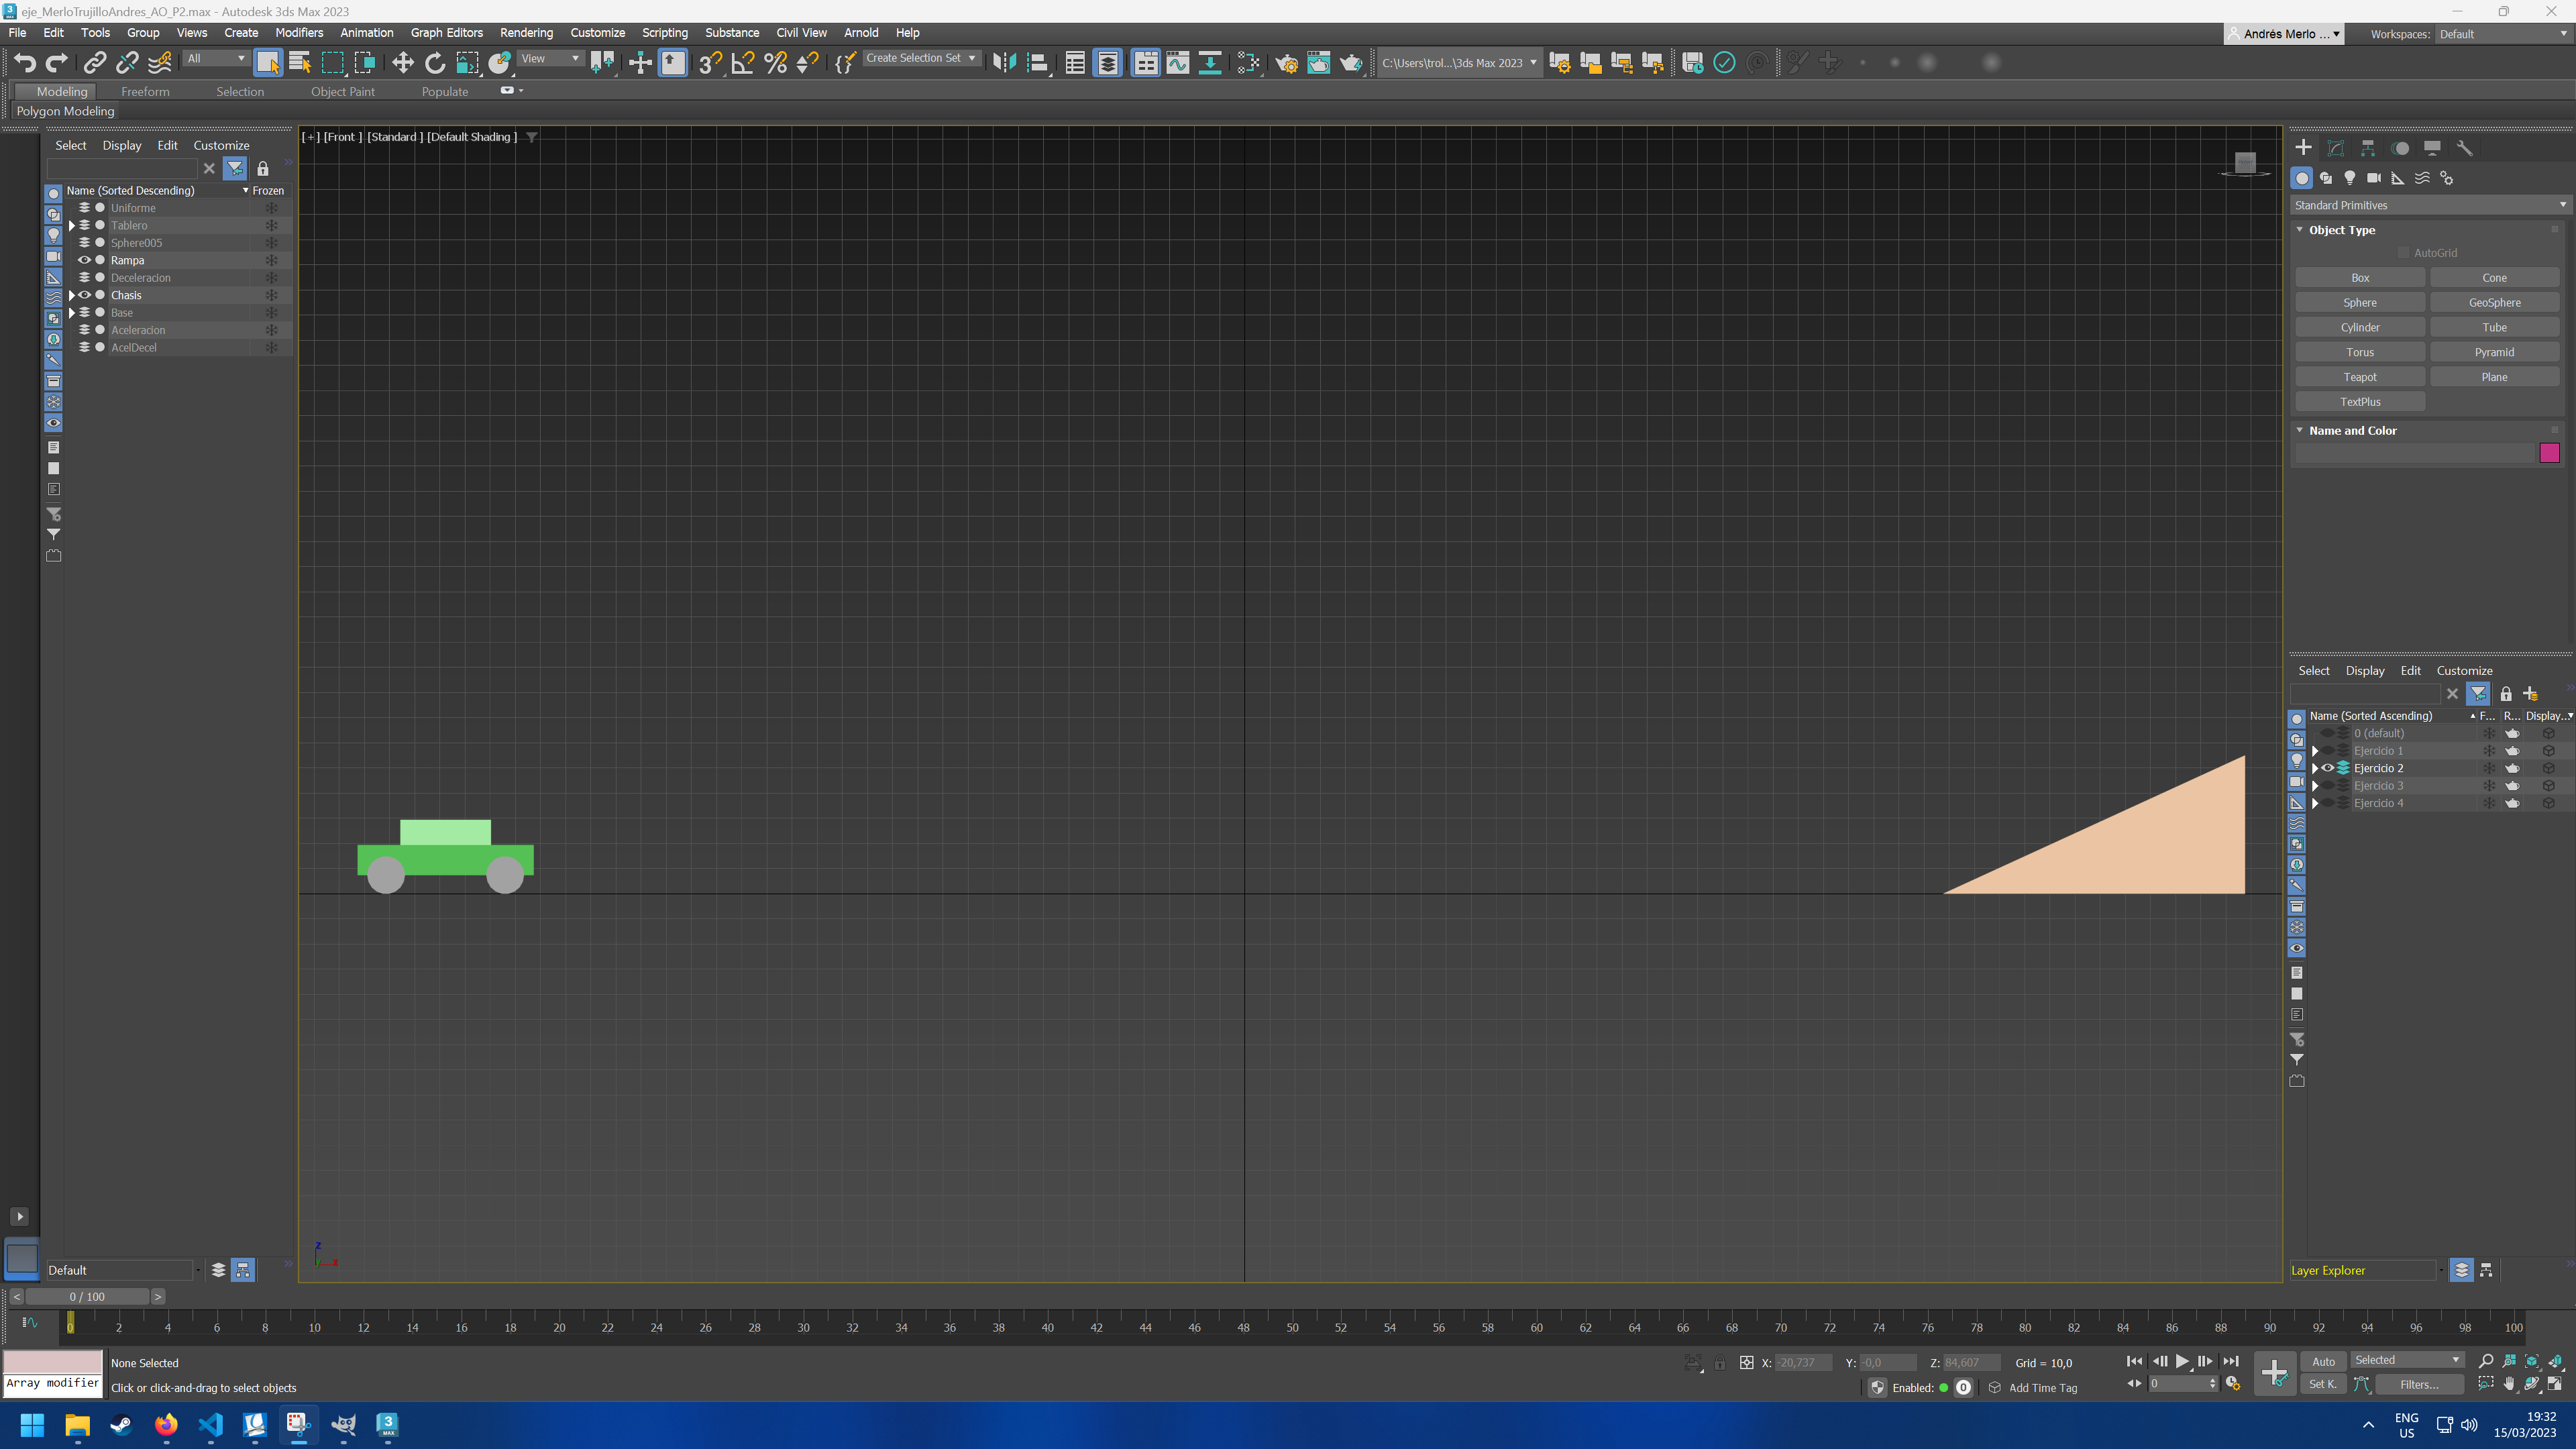 eje_MerloTrujilloAndres_AO_P2.max - Autodesk 3ds Max 2023
File Edit Tools Group Views Create Modifiers Animation Graph Editors Rendering Customize Scripting Substance Civil View Arnold Help
Andrés Merlo ... Workspaces: Default
All View Create Selection Set C:\Users\trol...\3ds Max 2023
Modeling Freeform Selection Object Paint Populate
Polygon Modeling
Select Display Edit Customize
Name (Sorted Descending) Frozen
Uniforme
Tablero
Sphere005
Rampa
Deceleracion
Chasis
Base
Aceleracion
AcelDecel
Default
[+] [Front ] [Standard ] [Default Shading ]
z
x
Standard Primitives
Object Type
AutoGrid
Box Cone
Sphere GeoSphere
Cylinder Tube
Torus Pyramid
Teapot Plane
TextPlus
Name and Color
Select Display Edit Customize
Name (Sorted Ascending) F... R... Display...
0 (default)
Ejercicio 1
Ejercicio 2
Ejercicio 3
Ejercicio 4
Layer Explorer
< 0 / 100 >
0 2 4 6 8 10 12 14 16 18 20 22 24 26 28 30 32 34 36 38 40 42 44 46 48 50 52 54 56 58 60 62 64 66 68 70 72 74 76 78 80 82 84 86 88 90 92 94 96 98 100
None Selected X: -20,737 Y: -0,0 Z: 84,607 Grid = 10,0 Auto Selected
Array modifier Click or click-and-drag to select objects Enabled: 0 Add Time Tag 0 Set K. Filters...
ENG
US
19:32
15/03/2023